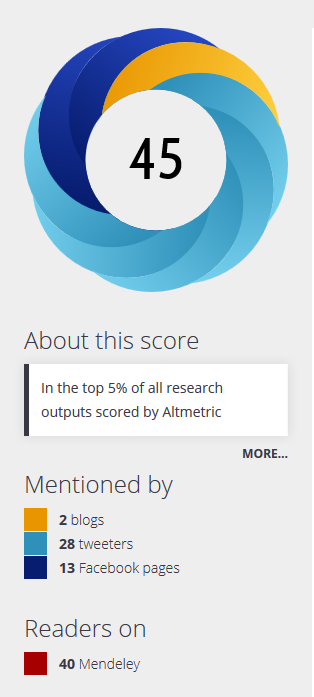 45
About this score
In the top 5% of all research
outputs scored by Altmetric
MORE...
Mentioned by
2 blogs
28 tweeters
13 Facebook pages
Readers on
40 Mendeley